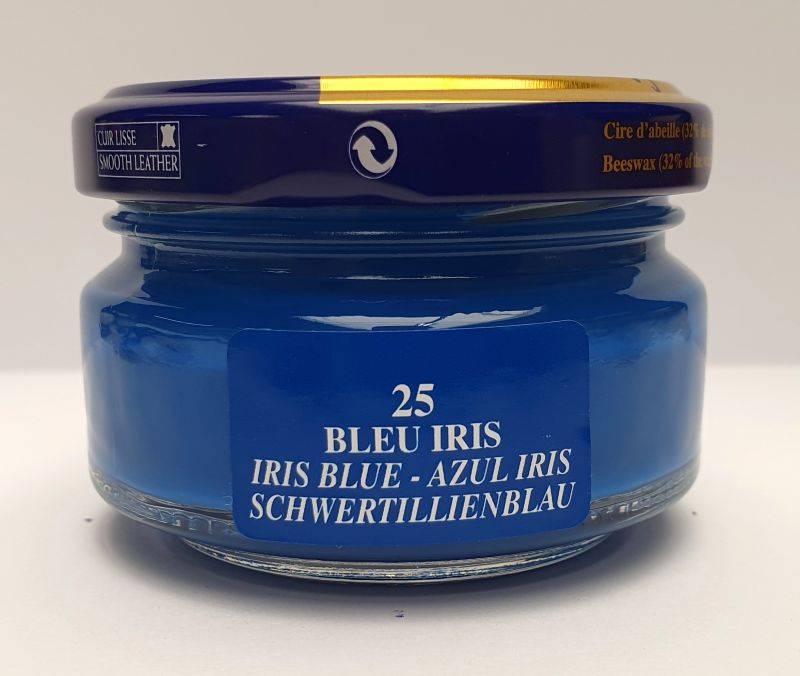 CUIR LISSE
SMOOTH LEATHER
Cire d'abeille (32%
Beeswax (32% of the
25
BLEU IRIS
IRIS BLUE - AZUL IRIS
SCHWERTILLIENBLAU